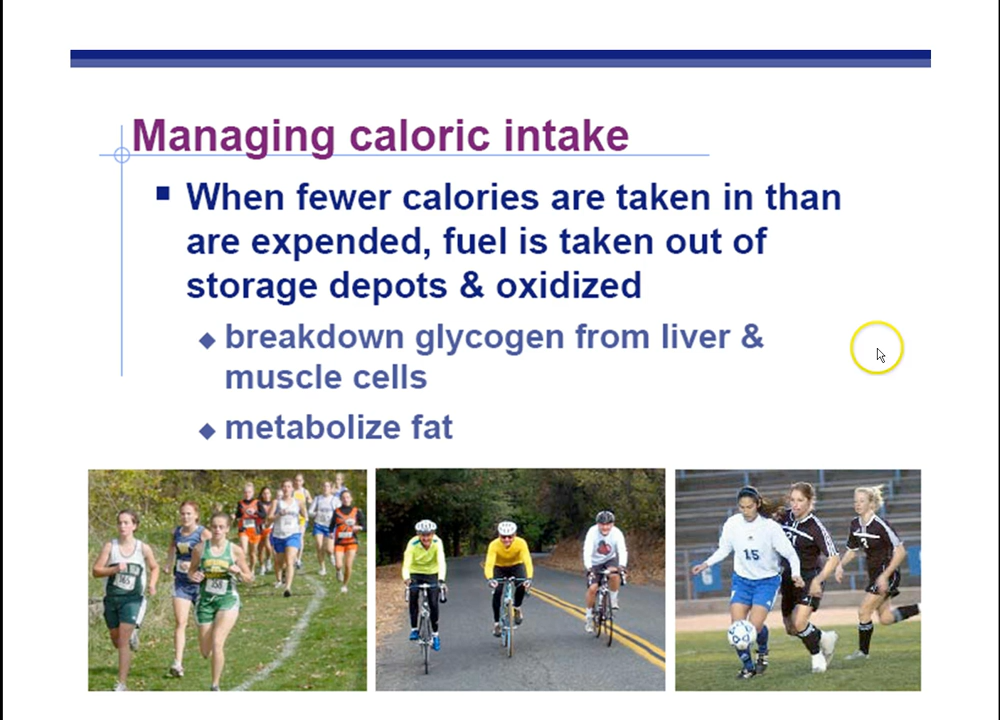 Managing caloric intake
When fewer calories are taken in than
are expended, fuel is taken out of
storage depots & oxidized
breakdown glycogen from liver &
muscle cells
metabolize fat
15